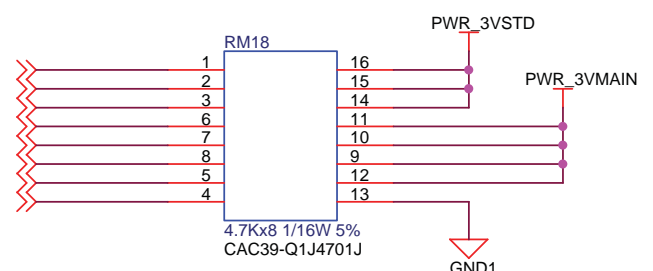 PWR_3VSTD
RM18
PWR_3VMAIN
1 16
2 15
3 14
6 11
7 10
8 9
5 12
4 13
4.7Kx8 1/16W 5%
CAC39-Q1J4701J
GND1